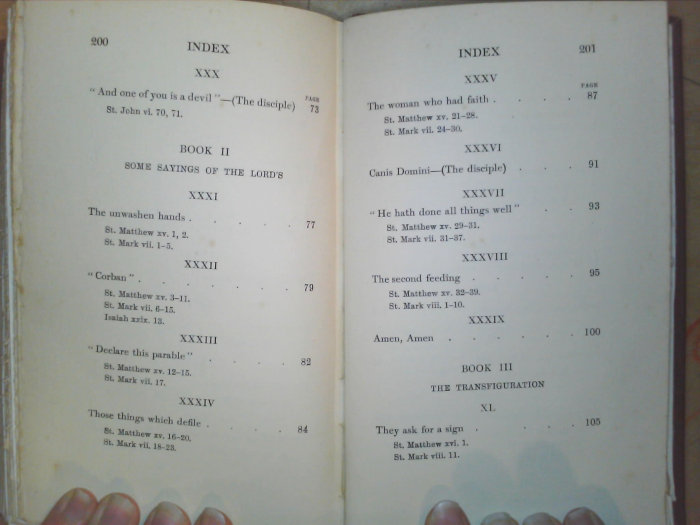 200 INDEX
XXX
PAGE
"And one of you is a devil"—(The disciple) 73
St. John vi. 70, 71.
BOOK II
SOME SAYINGS OF THE LORD'S
XXXI
The unwashen hands . . . . . 77
St. Matthew xv. 1, 2.
St. Mark vii. 1–5.
XXXII
"Corban" . . . . . . . 79
St. Matthew xv. 3–11.
St. Mark vii. 6–15.
Isaiah xxix. 13.
XXXIII
"Declare this parable" . . . . 82
St. Matthew xv. 12–15.
St. Mark vii. 17.
XXXIV
Those things which defile . . . . . 84
St. Matthew xv. 16–20.
St. Mark vii. 18–23.
INDEX 201
XXXV
PAGE
The woman who had faith . . . . 87
St. Matthew xv. 21–28.
St. Mark vii. 24–30.
XXXVI
Canis Domini—(The disciple) . . . 91
XXXVII
"He hath done all things well" . . 93
St. Matthew xv. 29–31.
St. Mark vii. 31–37.
XXXVIII
The second feeding . . . . . 95
St. Matthew xv. 32–39.
St. Mark viii. 1–10.
XXXIX
Amen, Amen . . . . . 100
BOOK III
THE TRANSFIGURATION
XL
They ask for a sign . . . . 105
St. Matthew xvi. 1.
St. Mark viii. 11.